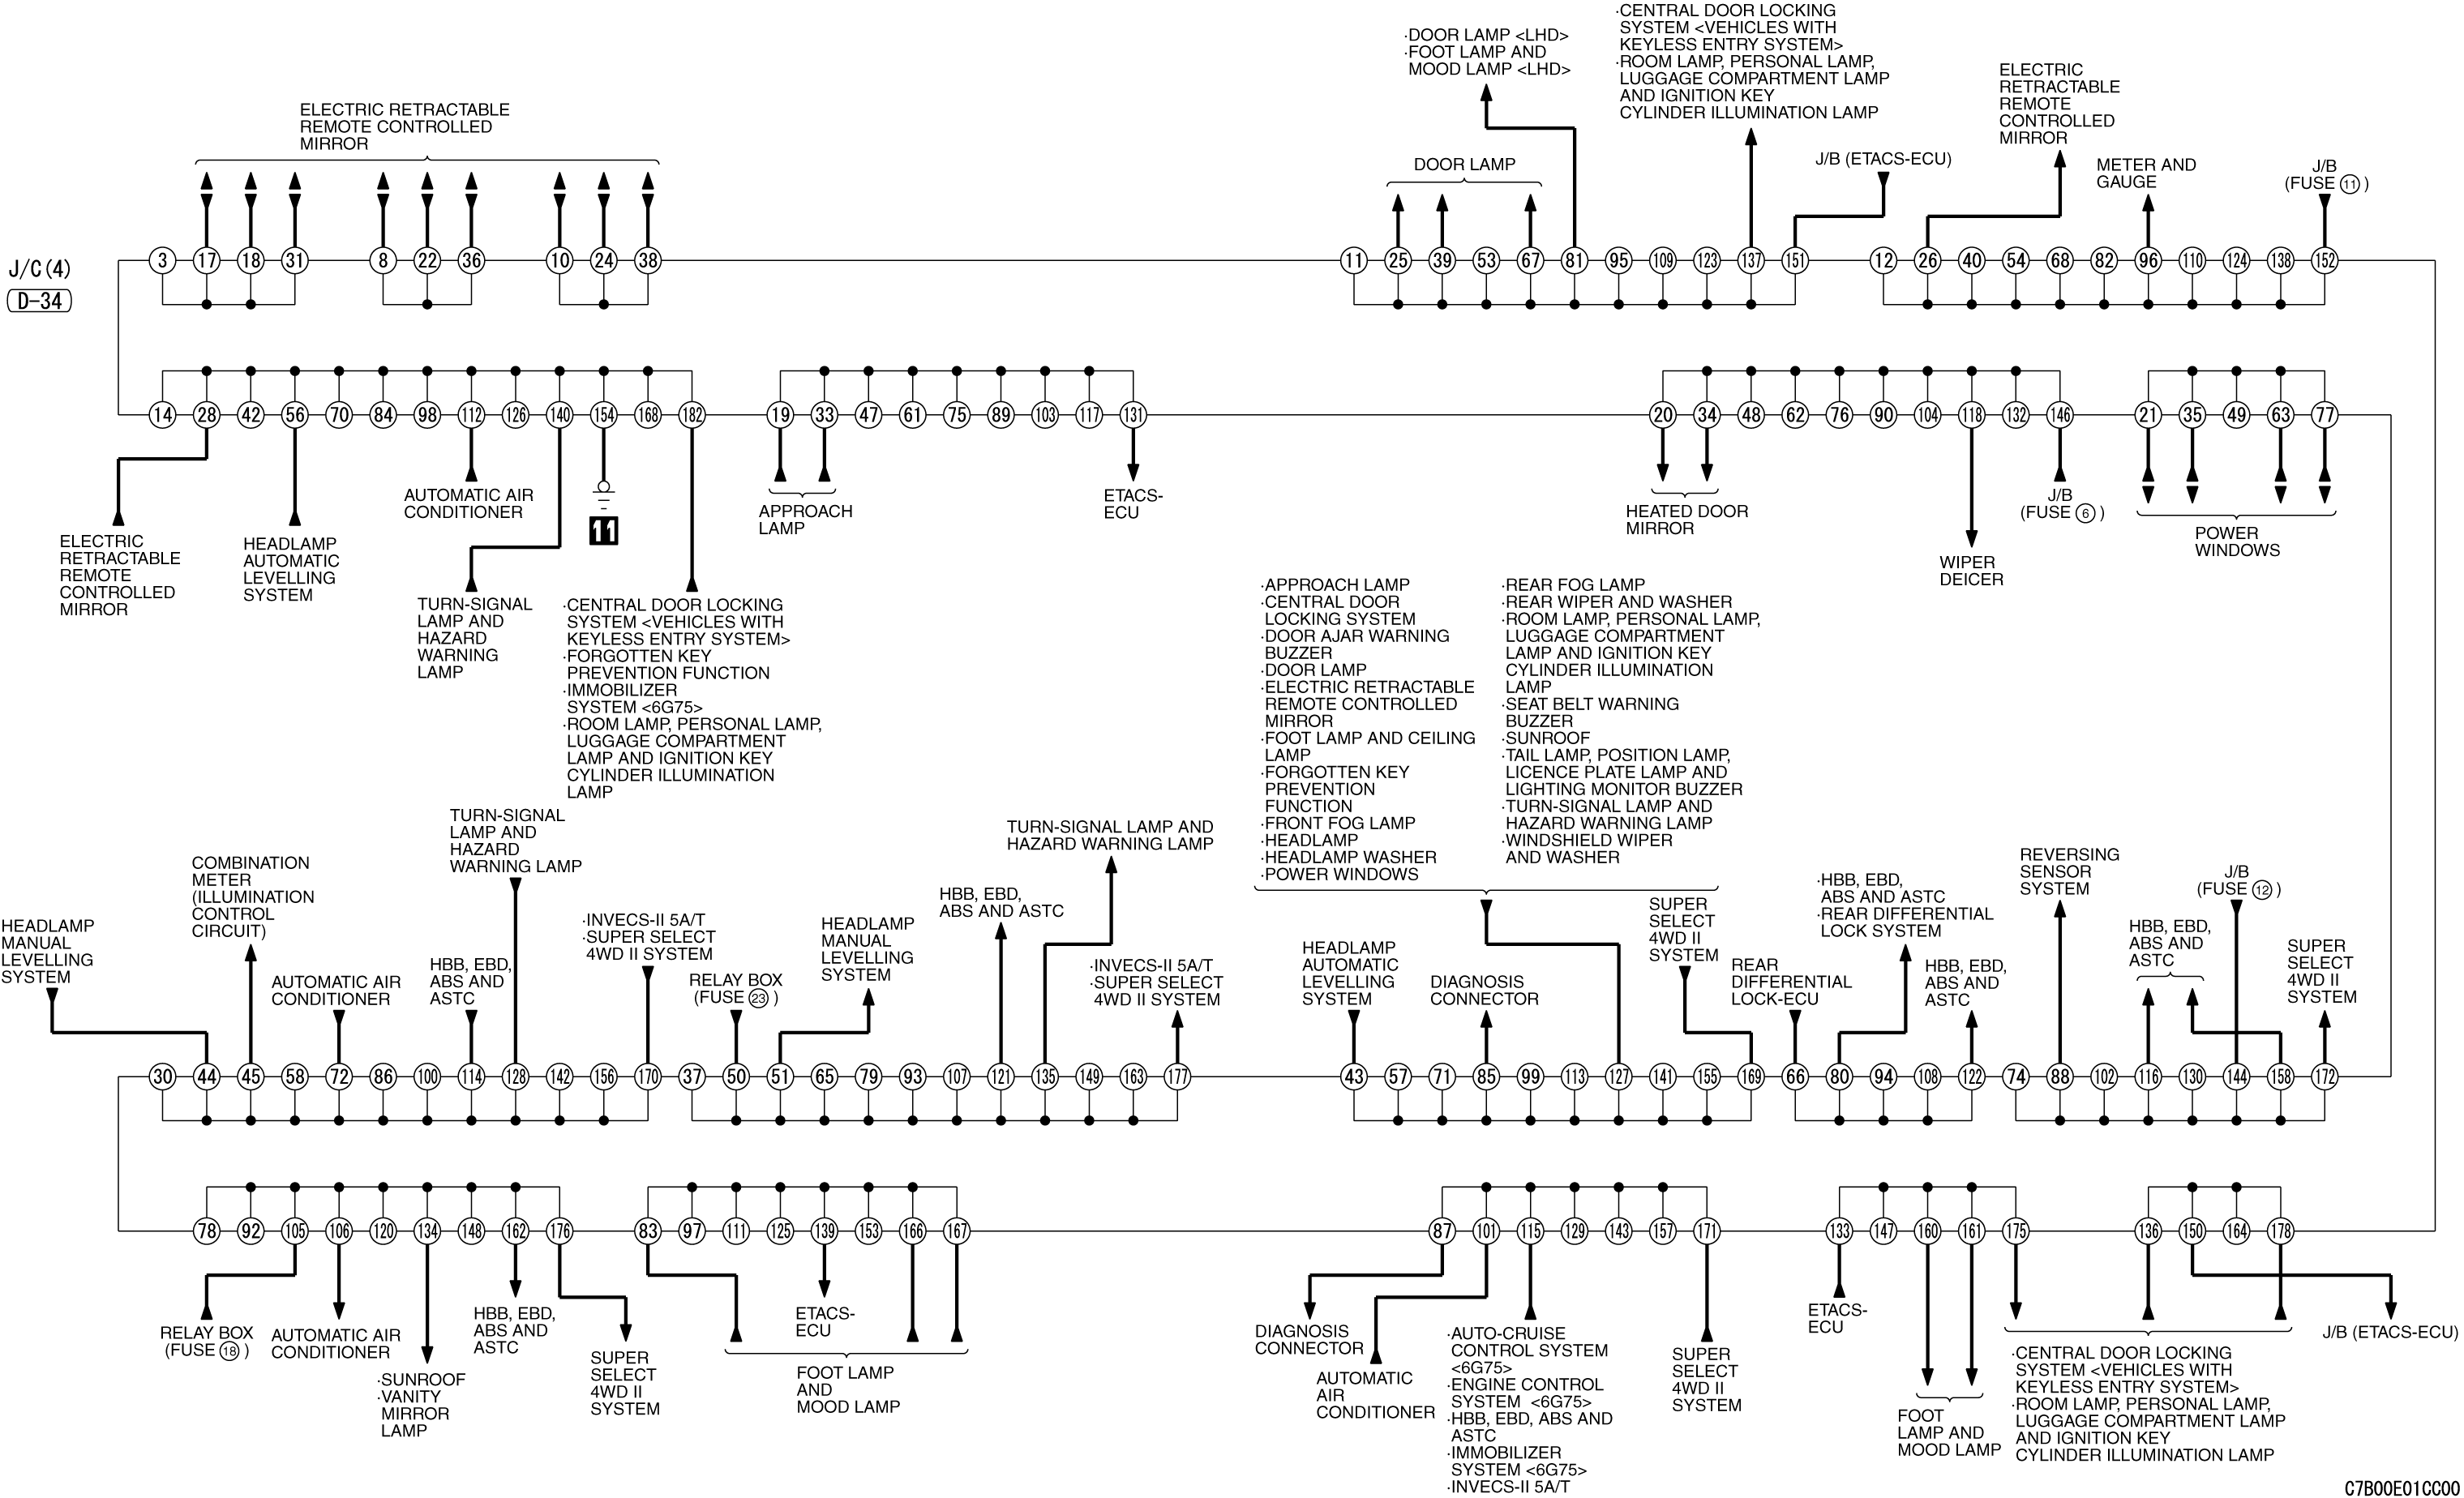 ·DOOR LAMP <LHD>
·FOOT LAMP AND
MOOD LAMP <LHD>
·CENTRAL DOOR LOCKING
SYSTEM <VEHICLES WITH
KEYLESS ENTRY SYSTEM>
·ROOM LAMP, PERSONAL LAMP,
LUGGAGE COMPARTMENT LAMP
AND IGNITION KEY
CYLINDER ILLUMINATION LAMP
ELECTRIC
RETRACTABLE
REMOTE
CONTROLLED
MIRROR
ELECTRIC RETRACTABLE
REMOTE CONTROLLED
MIRROR
DOOR LAMP
J/B (ETACS-ECU)
METER AND
GAUGE
J/B
(FUSE 11)
J/C(4)
D-34
3 17 18 31 8 22 36 10 24 38 11 25 39 53 67 81 95 109 123 137 151 12 26 40 54 68 82 96 110 124 138 152
14 28 42 56 70 84 98 112 126 140 154 168 182 19 33 47 61 75 89 103 117 131 20 34 48 62 76 90 104 118 132 146 21 35 49 63 77
ELECTRIC
RETRACTABLE
REMOTE
CONTROLLED
MIRROR
HEADLAMP
AUTOMATIC
LEVELLING
SYSTEM
AUTOMATIC AIR
CONDITIONER
TURN-SIGNAL
LAMP AND
HAZARD
WARNING
LAMP
11
·CENTRAL DOOR LOCKING
SYSTEM <VEHICLES WITH
KEYLESS ENTRY SYSTEM>
·FORGOTTEN KEY
PREVENTION FUNCTION
·IMMOBILIZER
SYSTEM <6G75>
·ROOM LAMP, PERSONAL LAMP,
LUGGAGE COMPARTMENT
LAMP AND IGNITION KEY
CYLINDER ILLUMINATION
LAMP
APPROACH
LAMP
ETACS-
ECU
HEATED DOOR
MIRROR
WIPER
DEICER
J/B
(FUSE 6)
POWER
WINDOWS
·APPROACH LAMP
·CENTRAL DOOR
LOCKING SYSTEM
·DOOR AJAR WARNING
BUZZER
·DOOR LAMP
·ELECTRIC RETRACTABLE
REMOTE CONTROLLED
MIRROR
·FOOT LAMP AND CEILING
LAMP
·FORGOTTEN KEY
PREVENTION
FUNCTION
·FRONT FOG LAMP
·HEADLAMP
·HEADLAMP WASHER
·POWER WINDOWS
·REAR FOG LAMP
·REAR WIPER AND WASHER
·ROOM LAMP, PERSONAL LAMP,
LUGGAGE COMPARTMENT
LAMP AND IGNITION KEY
CYLINDER ILLUMINATION
LAMP
·SEAT BELT WARNING
BUZZER
·SUNROOF
·TAIL LAMP, POSITION LAMP,
LICENCE PLATE LAMP AND
LIGHTING MONITOR BUZZER
·TURN-SIGNAL LAMP AND
HAZARD WARNING LAMP
·WINDSHIELD WIPER
AND WASHER
HEADLAMP
MANUAL
LEVELLING
SYSTEM
COMBINATION
METER
(ILLUMINATION
CONTROL
CIRCUIT)
AUTOMATIC AIR
CONDITIONER
HBB, EBD,
ABS AND
ASTC
TURN-SIGNAL
LAMP AND
HAZARD
WARNING LAMP
·INVECS-II 5A/T
·SUPER SELECT
4WD II SYSTEM
RELAY BOX
(FUSE 23)
HEADLAMP
MANUAL
LEVELLING
SYSTEM
HBB, EBD,
ABS AND ASTC
TURN-SIGNAL LAMP AND
HAZARD WARNING LAMP
·INVECS-II 5A/T
·SUPER SELECT
4WD II SYSTEM
HEADLAMP
AUTOMATIC
LEVELLING
SYSTEM
DIAGNOSIS
CONNECTOR
SUPER
SELECT
4WD II
SYSTEM
REAR
DIFFERENTIAL
LOCK-ECU
·HBB, EBD,
ABS AND ASTC
·REAR DIFFERENTIAL
LOCK SYSTEM
HBB, EBD,
ABS AND
ASTC
REVERSING
SENSOR
SYSTEM
HBB, EBD,
ABS AND
ASTC
J/B
(FUSE 12)
SUPER
SELECT
4WD II
SYSTEM
30 44 45 58 72 86 100 114 128 142 156 170 37 50 51 65 79 93 107 121 135 149 163 177 43 57 71 85 99 113 127 141 155 169 66 80 94 108 122 74 88 102 116 130 144 158 172
78 92 105 106 120 134 148 162 176 83 97 111 125 139 153 166 167 87 101 115 129 143 157 171 133 147 160 161 175 136 150 164 178
RELAY BOX
(FUSE 18)
AUTOMATIC AIR
CONDITIONER
·SUNROOF
·VANITY
MIRROR
LAMP
HBB, EBD,
ABS AND
ASTC
SUPER
SELECT
4WD II
SYSTEM
ETACS-
ECU
FOOT LAMP
AND
MOOD LAMP
DIAGNOSIS
CONNECTOR
AUTOMATIC
AIR
CONDITIONER
·AUTO-CRUISE
CONTROL SYSTEM
<6G75>
·ENGINE CONTROL
SYSTEM <6G75>
·HBB, EBD, ABS AND
ASTC
·IMMOBILIZER
SYSTEM <6G75>
·INVECS-II 5A/T
SUPER
SELECT
4WD II
SYSTEM
ETACS-
ECU
FOOT
LAMP AND
MOOD LAMP
·CENTRAL DOOR LOCKING
SYSTEM <VEHICLES WITH
KEYLESS ENTRY SYSTEM>
·ROOM LAMP, PERSONAL LAMP,
LUGGAGE COMPARTMENT LAMP
AND IGNITION KEY
CYLINDER ILLUMINATION LAMP
J/B (ETACS-ECU)
C7B00E01CC00